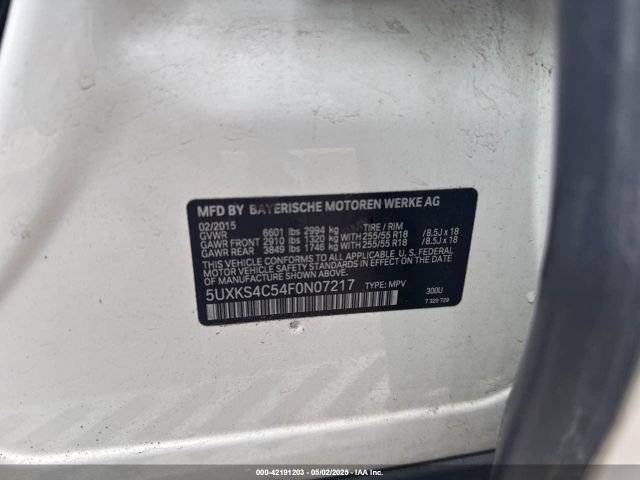 MFD BY BAYERISCHE MOTOREN WERKE AG
02/2015
GVWR 6601 lbs 2994 kg TIRE / RIM
GAWR FRONT 2910 lbs 1320 kg WITH 255/55 R18 / 8.5J x 18
GAWR REAR 3849 lbs 1746 kg WITH 255/55 R18 / 8.5J x 18
THIS VEHICLE CONFORMS TO ALL APPLICABLE U. S. FEDERAL
MOTOR VEHICLE SAFETY STANDARDS IN EFFECT ON THE DATE
OF MANUFACTURE SHOWN ABOVE.
5UXKS4C54F0N07217 TYPE: MPV 300U
7 320 729
000-42191203 - 05/02/2025 - IAA Inc.